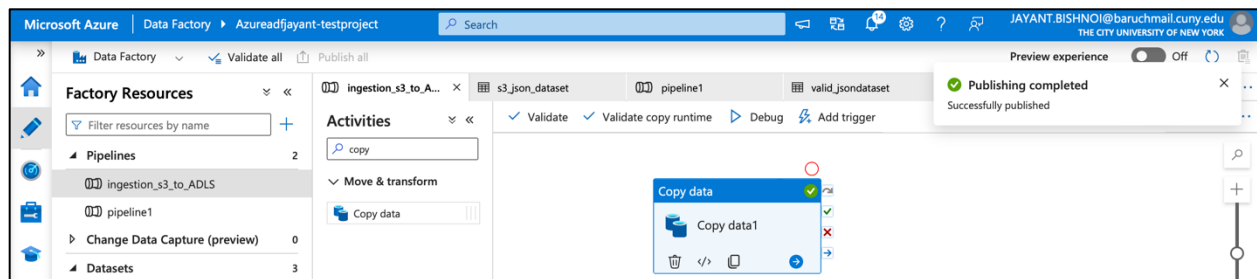 Microsoft Azure | Data Factory ▸ Azureadfjayant-testproject
Search
14
JAYANT.BISHNOI@baruchmail.cuny.edu
THE CITY UNIVERSITY OF NEW YORK
Data Factory
Validate all
Publish all
Preview experience
Off
Publishing completed
Successfully published
Factory Resources
Filter resources by name
Pipelines 2
ingestion_s3_to_ADLS
pipeline1
Change Data Capture (preview) 0
Datasets 3
ingestion_s3_to_A...
s3_json_dataset
pipeline1
valid_jsondataset
Activities
copy
Move & transform
Copy data
Validate
Validate copy runtime
Debug
Add trigger
Copy data
Copy data1